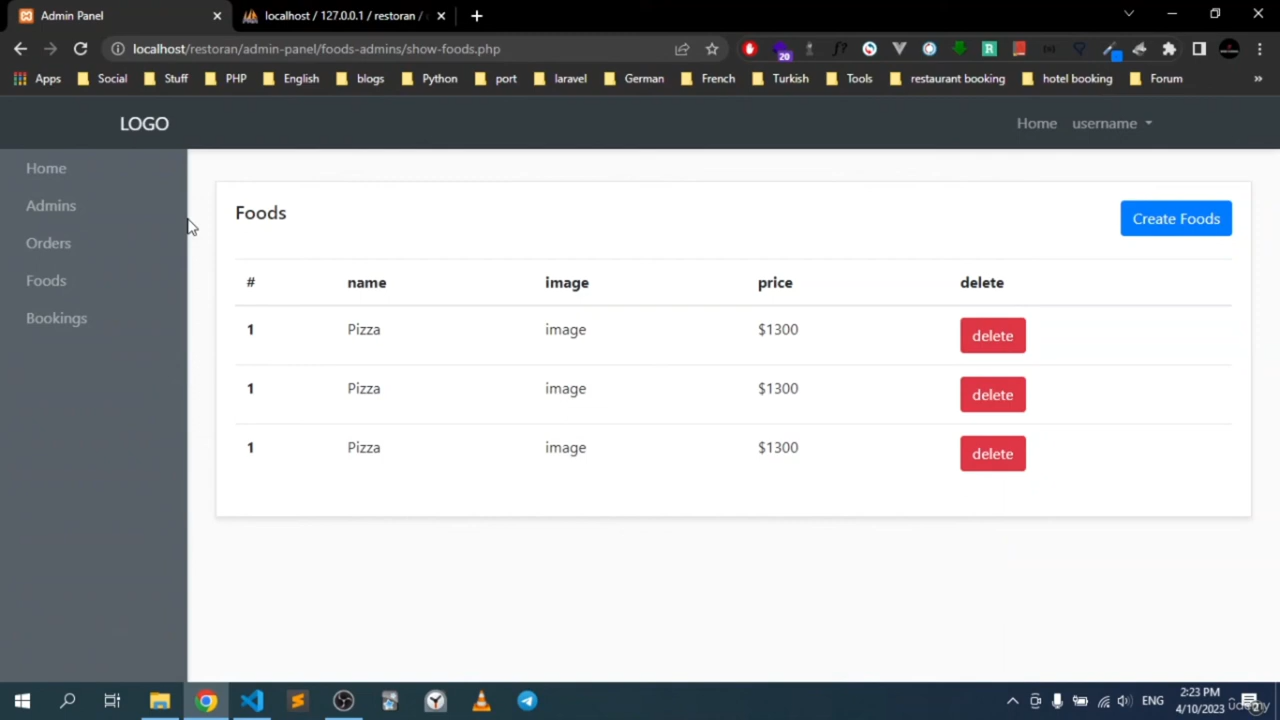 Admin Panel
localhost / 127.0.0.1 / restoran /
localhost/restoran/admin-panel/foods-admins/show-foods.php
20
Apps Social Stuff PHP English blogs Python port laravel German French Turkish Tools restaurant booking hotel booking Forum
LOGO
Home username
Home
Admins
Orders
Foods
Bookings
Foods
Create Foods
# name image price delete
1 Pizza image $1300 delete
1 Pizza image $1300 delete
1 Pizza image $1300 delete
ENG
2:23 PM
4/10/2023
udemy